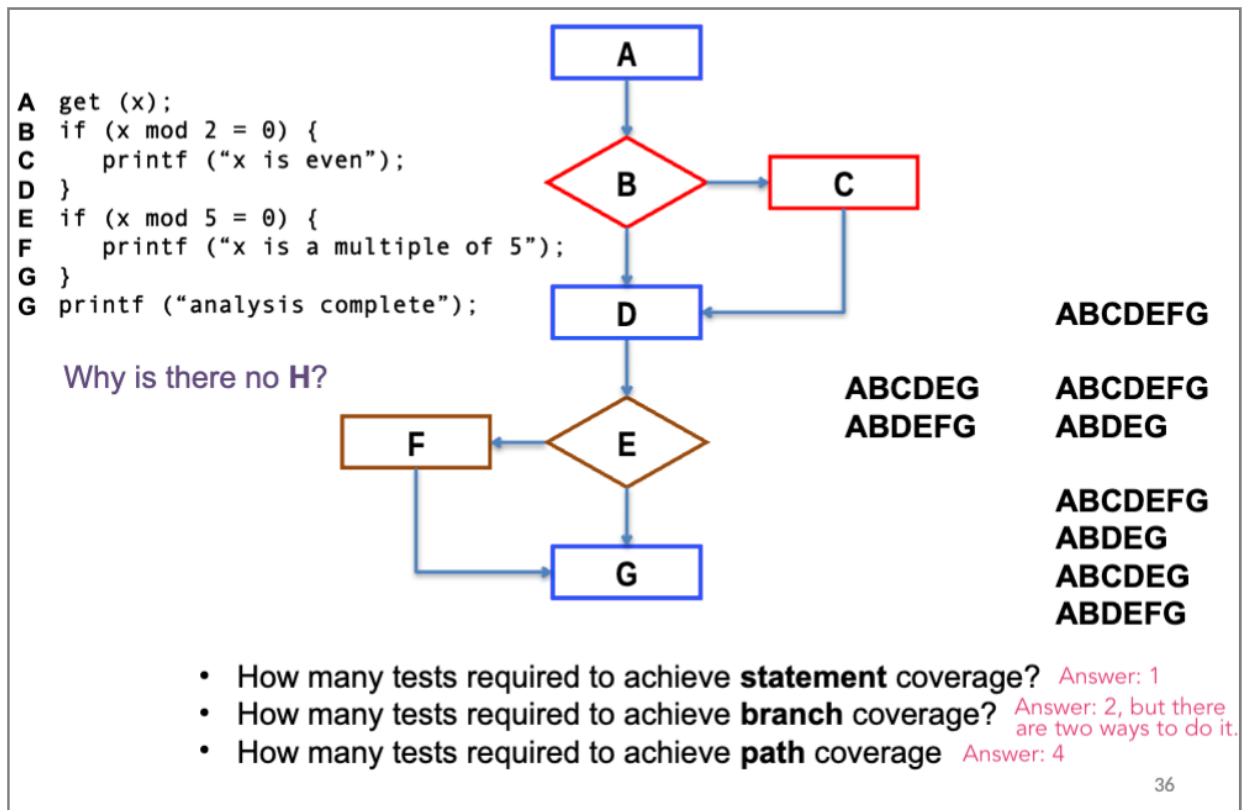 A
A get (x);
B if (x mod 2 = 0) {
C printf (“x is even”);
D }
E if (x mod 5 = 0) {
F printf (“x is a multiple of 5”);
G }
G printf (“analysis complete”);
B
C
D
Why is there no H?
F
E
G
ABCDEFG
ABCDEG
ABDEFG
ABCDEFG
ABDEG
ABCDEFG
ABDEG
ABCDEG
ABDEFG
• How many tests required to achieve statement coverage? Answer: 1
• How many tests required to achieve branch coverage? Answer: 2, but there
are two ways to do it.
• How many tests required to achieve path coverage Answer: 4
36